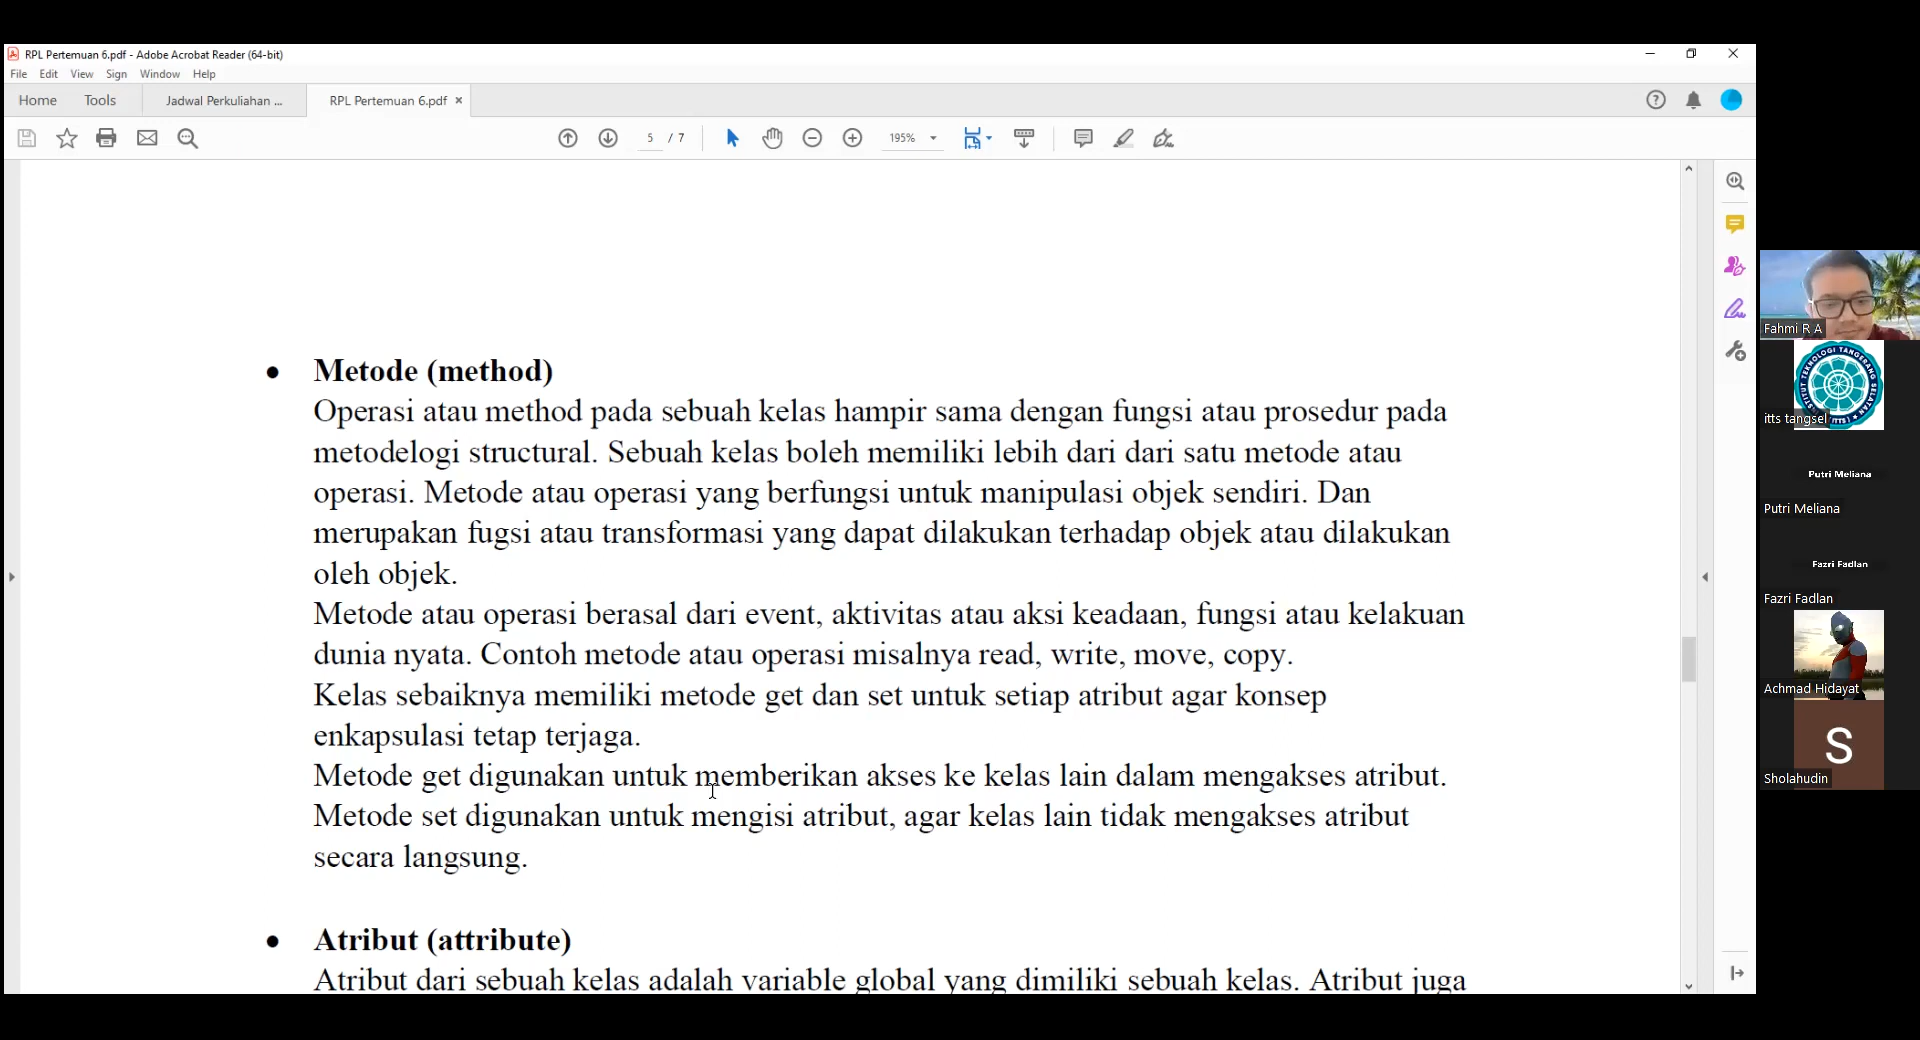 RPL Pertemuan 6.pdf - Adobe Acrobat Reader (64-bit)
File Edit View Sign Window Help
Home Tools Jadwal Perkuliahan ... RPL Pertemuan 6.pdf ×
5 / 7 195%
• Metode (method)
Operasi atau method pada sebuah kelas hampir sama dengan fungsi atau prosedur pada
metodelogi structural. Sebuah kelas boleh memiliki lebih dari dari satu metode atau
operasi. Metode atau operasi yang berfungsi untuk manipulasi objek sendiri. Dan
merupakan fugsi atau transformasi yang dapat dilakukan terhadap objek atau dilakukan
oleh objek.
Metode atau operasi berasal dari event, aktivitas atau aksi keadaan, fungsi atau kelakuan
dunia nyata. Contoh metode atau operasi misalnya read, write, move, copy.
Kelas sebaiknya memiliki metode get dan set untuk setiap atribut agar konsep
enkapsulasi tetap terjaga.
Metode get digunakan untuk memberikan akses ke kelas lain dalam mengakses atribut.
Metode set digunakan untuk mengisi atribut, agar kelas lain tidak mengakses atribut
secara langsung.
• Atribut (attribute)
Atribut dari sebuah kelas adalah variable global yang dimiliki sebuah kelas. Atribut juga
Fahmi R A
INSTITUT TEKNOLOGI TANGERANG SELATAN
(ITTS)
itts tangsel
Putri Meliana
Putri Meliana
Fazri Fadlan
Fazri Fadlan
Achmad Hidayat
S
Sholahudin